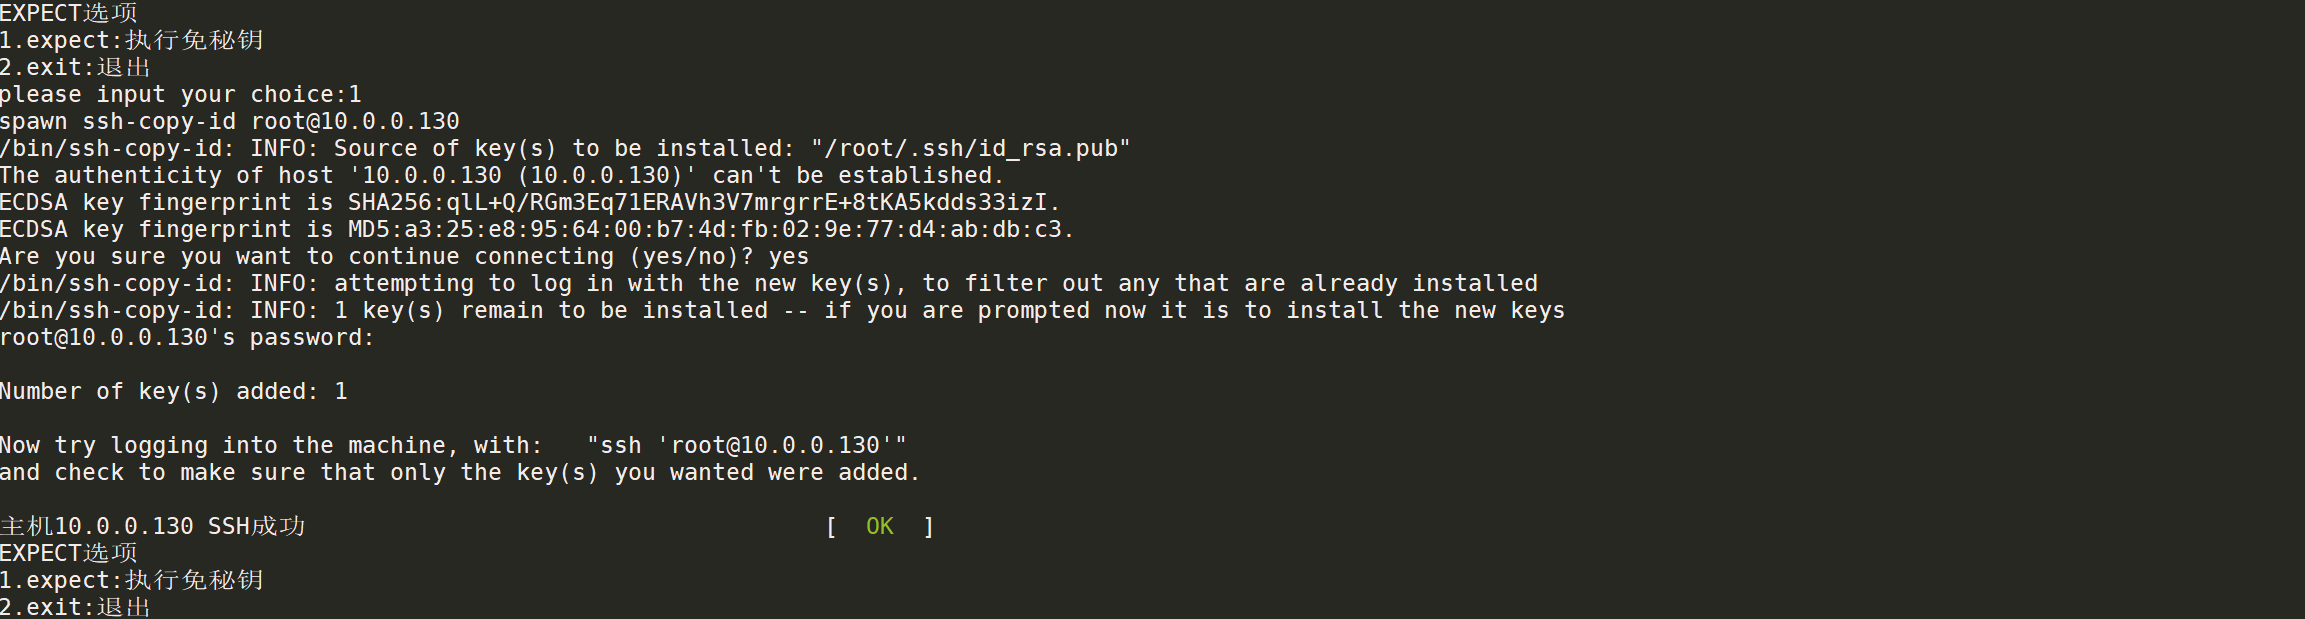 EXPECT选项
1.expect:执行免秘钥
2.exit:退出
please input your choice:1
spawn ssh-copy-id root@10.0.0.130
/bin/ssh-copy-id: INFO: Source of key(s) to be installed: "/root/.ssh/id_rsa.pub"
The authenticity of host '10.0.0.130 (10.0.0.130)' can't be established.
ECDSA key fingerprint is SHA256:qlL+Q/RGm3Eq71ERAVh3V7mrgrrE+8tKA5kdds33izI.
ECDSA key fingerprint is MD5:a3:25:e8:95:64:00:b7:4d:fb:02:9e:77:d4:ab:db:c3.
Are you sure you want to continue connecting (yes/no)? yes
/bin/ssh-copy-id: INFO: attempting to log in with the new key(s), to filter out any that are already installed
/bin/ssh-copy-id: INFO: 1 key(s) remain to be installed -- if you are prompted now it is to install the new keys
root@10.0.0.130's password:
Number of key(s) added: 1
Now try logging into the machine, with:   "ssh 'root@10.0.0.130'"
and check to make sure that only the key(s) you wanted were added.
主机10.0.0.130 SSH成功 [  OK  ]
EXPECT选项
1.expect:执行免秘钥
2.exit:退出